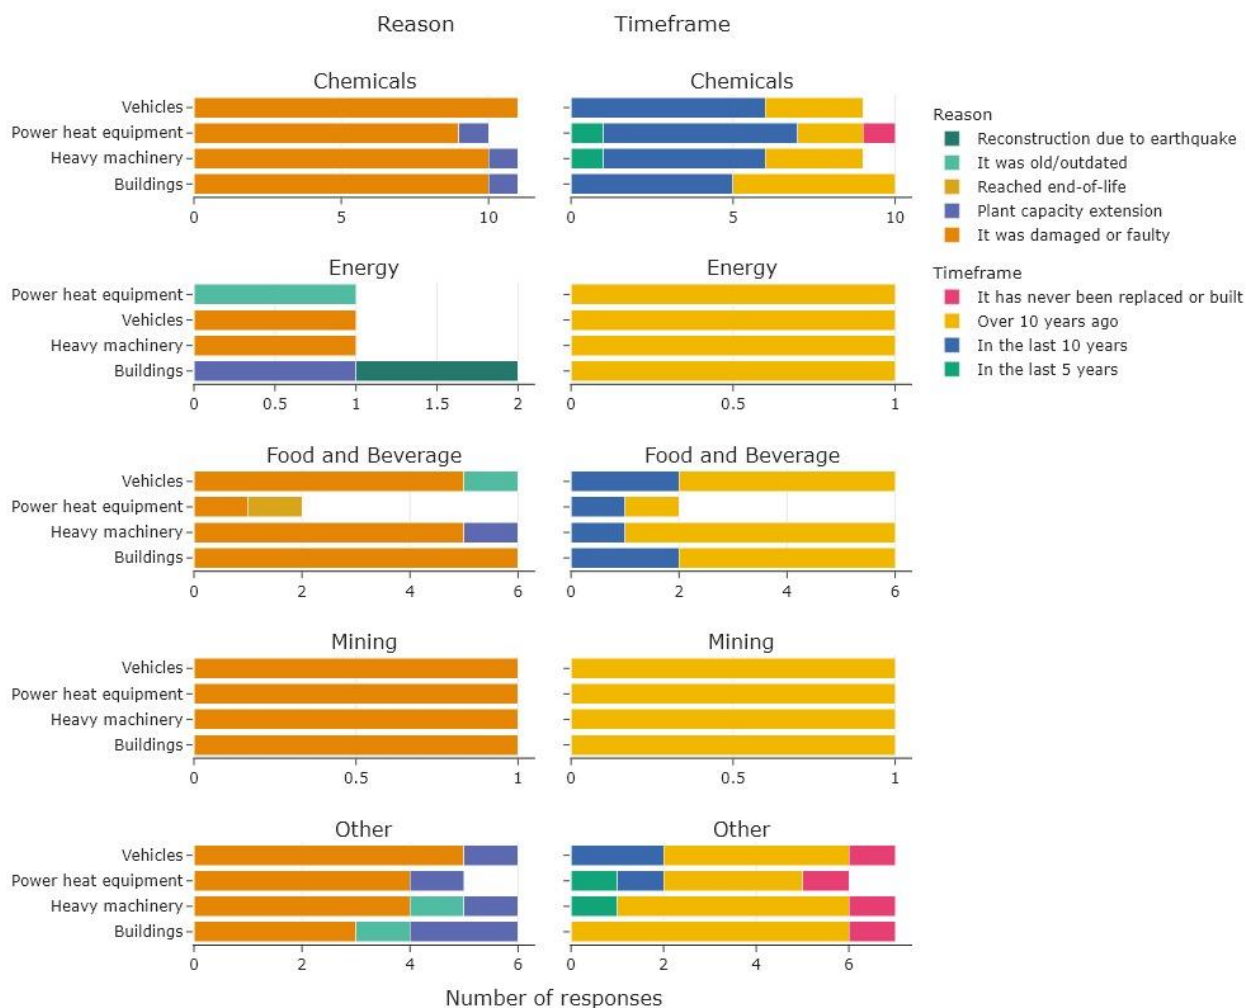 Reason Timeframe
Chemicals Chemicals
Vehicles
Power heat equipment
Heavy machinery
Buildings
0 5 10 0 5 10
Energy Energy
Power heat equipment
Vehicles
Heavy machinery
Buildings
0 0.5 1 1.5 2 0 0.5 1
Food and Beverage Food and Beverage
Vehicles
Power heat equipment
Heavy machinery
Buildings
0 2 4 6 0 2 4 6
Mining Mining
Vehicles
Power heat equipment
Heavy machinery
Buildings
0 0.5 1 0 0.5 1
Other Other
Vehicles
Power heat equipment
Heavy machinery
Buildings
0 2 4 6 0 2 4 6
Number of responses
Reason
Reconstruction due to earthquake
It was old/outdated
Reached end-of-life
Plant capacity extension
It was damaged or faulty
Timeframe
It has never been replaced or built
Over 10 years ago
In the last 10 years
In the last 5 years